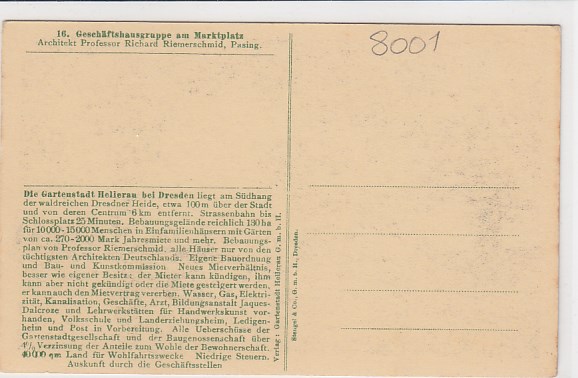 16. Geschäftshausgruppe am Marktplatz
Architekt Professor Richard Riemerschmid, Pasing.
8001
Die Gartenstadt Hellerau bei Dresden liegt am Südhang
der waldreichen Dresdner Heide, etwa 100 m über der Stadt
und von deren Centrum 6 km entfernt. Strassenbahn bis
Schlossplatz 25 Minuten. Bebauungsgelände reichlich 130 ha
für 10000-15000 Menschen in Einfamilienhäusern mit Gärten
von ca. 270-2000 Mark Jahresmiete und mehr. Bebauungs-
plan von Professor Riemerschmid, alle Häuser nur von den
tüchtigsten Architekten Deutschlands. Eigene Bauordnung
und Bau- und Kunstkommission. Neues Mietverhältnis,
besser wie eigener Besitz: der Mieter kann kündigen, ihm
kann aber nicht gekündigt oder die Miete gesteigert werden,
er kann auch den Mietvertrag vererben. Wasser, Gas, Elektri-
zität, Kanalisation, Geschäfte, Arzt, Bildungsanstalt Jaques-
Dalcroze und Lehrwerkstätten für Handwerkskunst vor-
handen, Volksschule und Landerziehungsheim, Ledigen-
heim und Post in Vorbereitung. Alle Ueberschüsse der
Gartenstadtgesellschaft und der Baugenossenschaft über
4% Verzinsung der Anteile zum Wohle der Bewohnerschaft.
40000 qm Land für Wohlfahrtszwecke Niedrige Steuern.
Auskunft durch die Geschäftsstellen
Verlag: Gartenstadt Hellerau G. m. b. H.
Stengel & Co., G. m. b. H., Dresden.